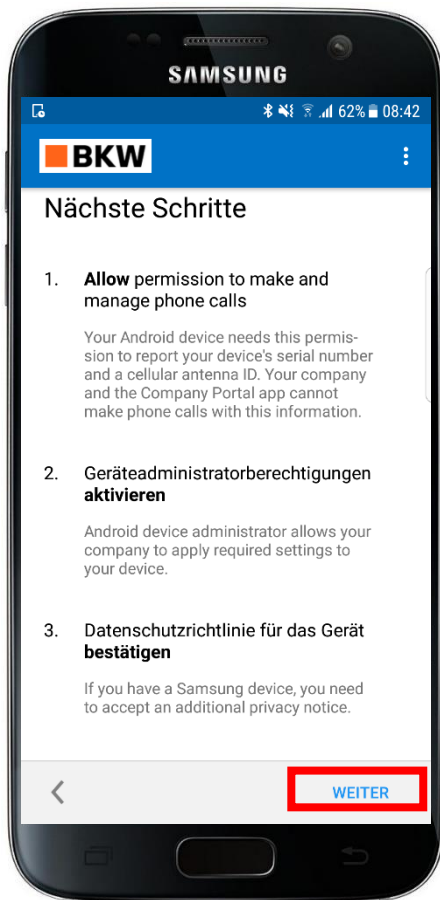 SAMSUNG
62% 08:42
BKW
Nächste Schritte
1. Allow permission to make and
manage phone calls
Your Android device needs this permis-
sion to report your device's serial number
and a cellular antenna ID. Your company
and the Company Portal app cannot
make phone calls with this information.
2. Geräteadministratorberechtigungen
aktivieren
Android device administrator allows your
company to apply required settings to
your device.
3. Datenschutzrichtlinie für das Gerät
bestätigen
If you have a Samsung device, you need
to accept an additional privacy notice.
WEITER